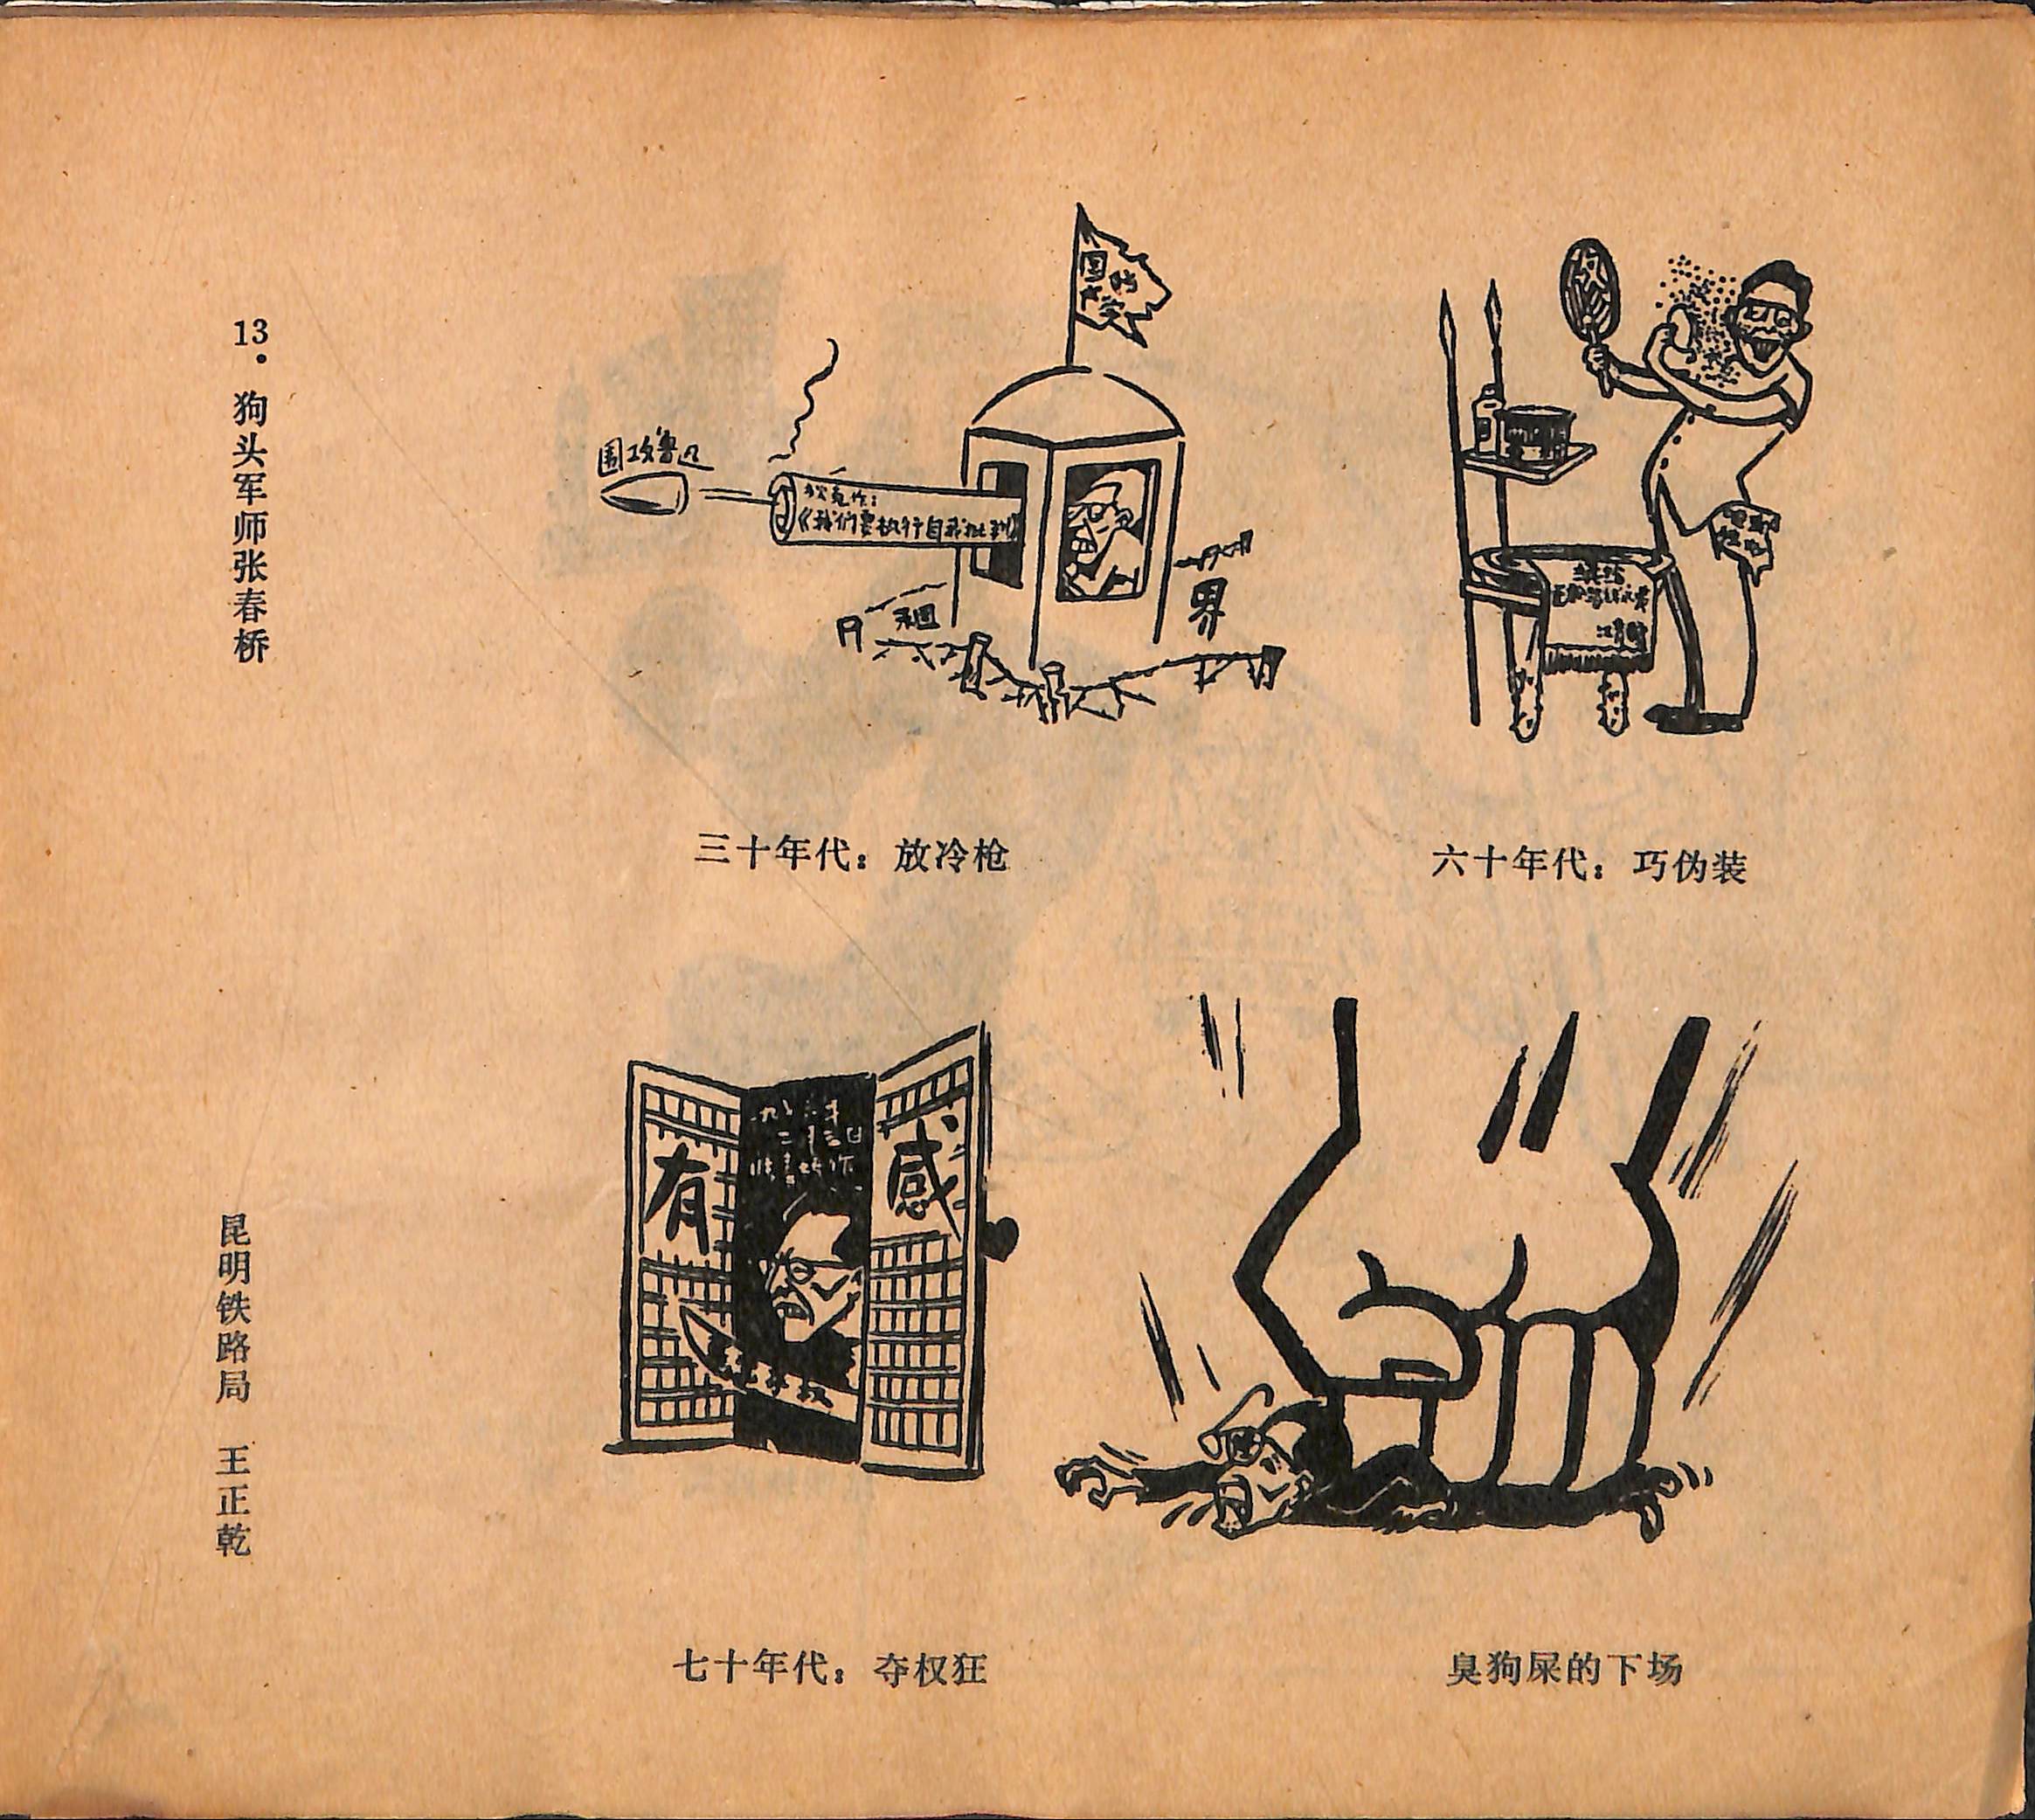 13. 狗头军师张春桥
国防文学
围攻鲁迅
狄克作:
《我们要执行自我批判》
租
界
三十年代：放冷枪
六十年代：巧伪装
有
感
七十年代：夺权狂
臭狗屎的下场
昆明铁路局 王正乾